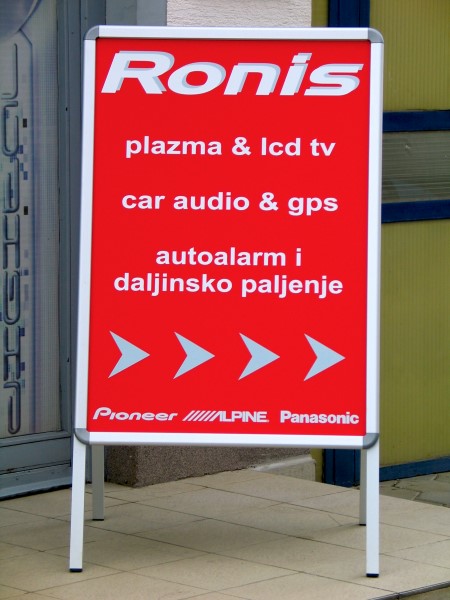 Ronis
plazma & lcd tv
car audio & gps
autoalarm i
daljinsko paljenje
Pioneer ALPINE Panasonic